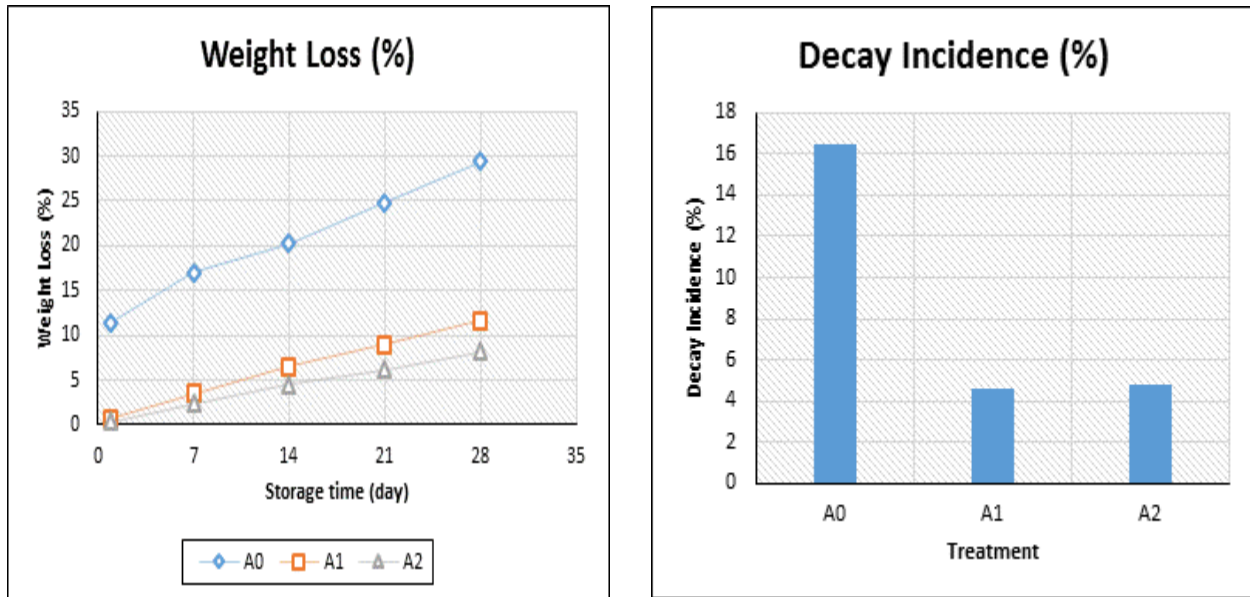 Weight Loss (%)
35
30
25
20
15
10
5
0
Weight Loss (%)
0 7 14 21 28 35
Storage time (day)
A0 A1 A2
Decay Incidence (%)
18
16
14
12
10
8
6
4
2
0
Decay Incidence (%)
A0 A1 A2
Treatment